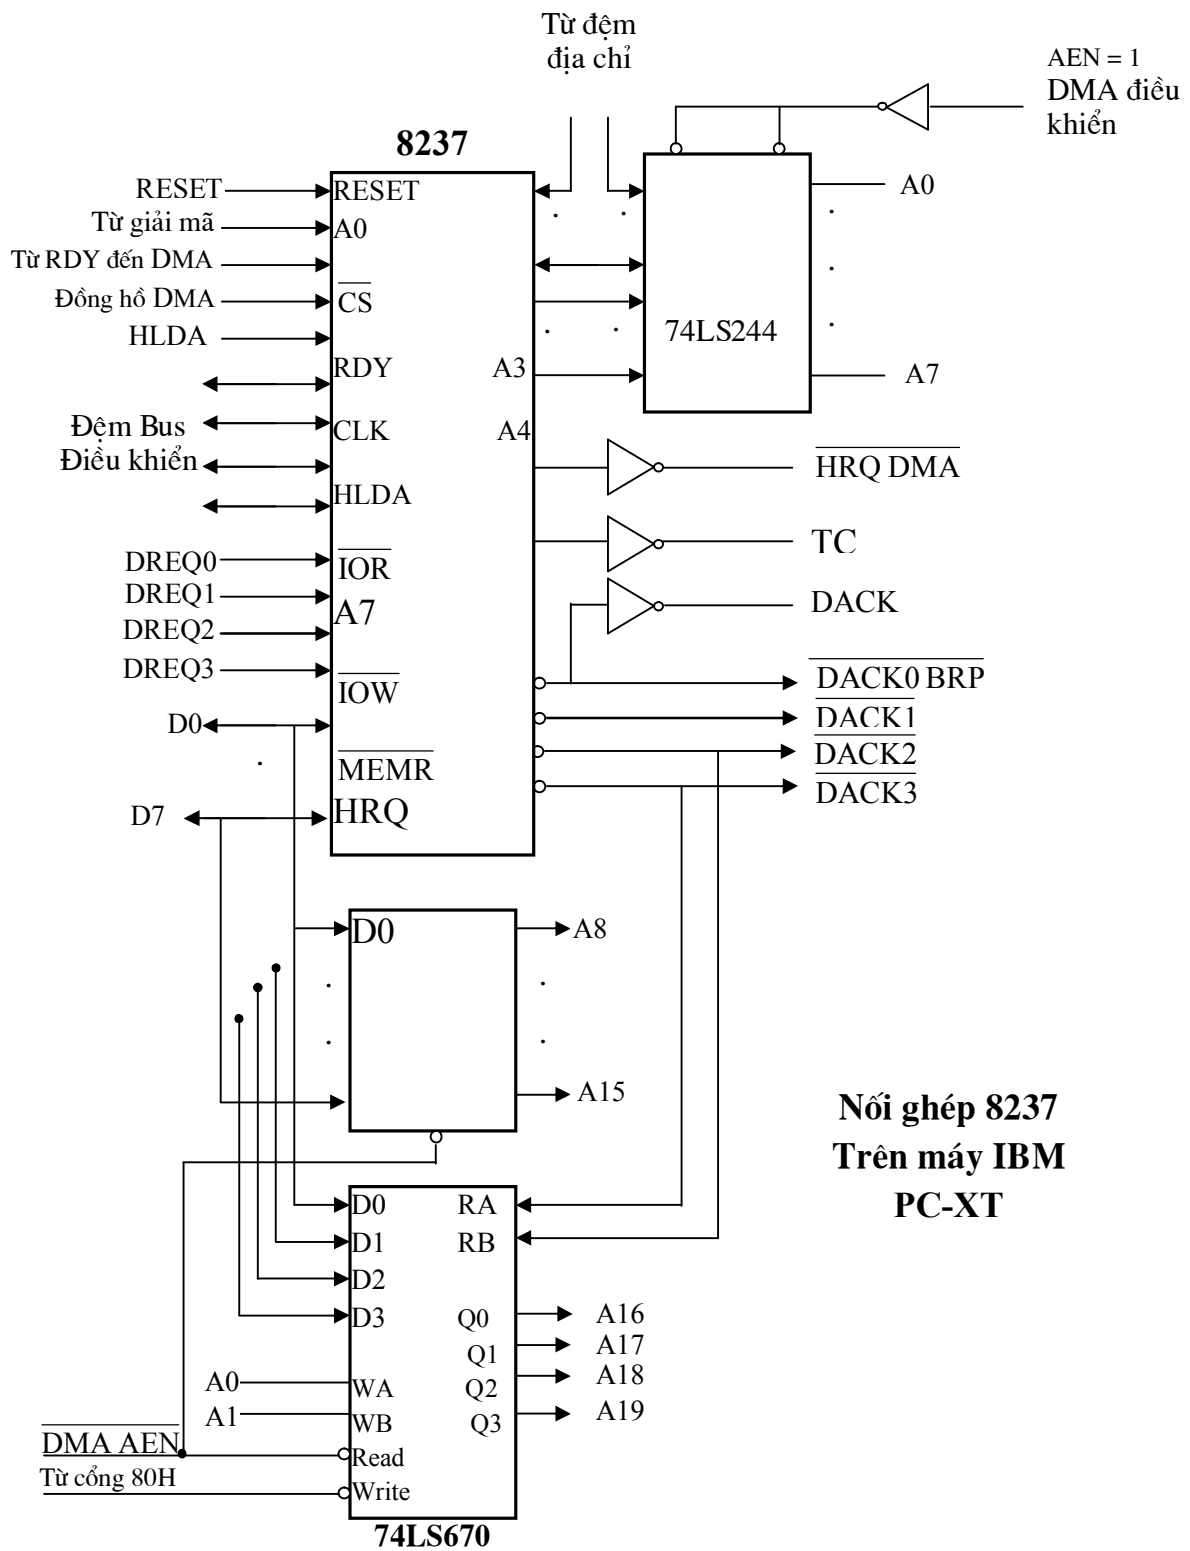 Từ đệm
địa chỉ
AEN = 1
DMA điều
khiển
8237
RESET
Từ giải mã
Từ RDY đến DMA
Đồng hồ DMA
HLDA
Đệm Bus
Điều khiển
DREQ0
DREQ1
DREQ2
DREQ3
D0
.
D7
RESET
A0
CS
RDY
CLK
HLDA
IOR
A7
IOW
MEMR
HRQ
A3
A4
74LS244
A0
A7
HRQ DMA
TC
DACK
DACK0 BRP
DACK1
DACK2
DACK3
D0
A8
A15
Nối ghép 8237
Trên máy IBM
PC-XT
D0
D1
D2
D3
WA
WB
Read
Write
RA
RB
Q0
Q1
Q2
Q3
A16
A17
A18
A19
A0
A1
DMA AEN
Từ cổng 80H
74LS670